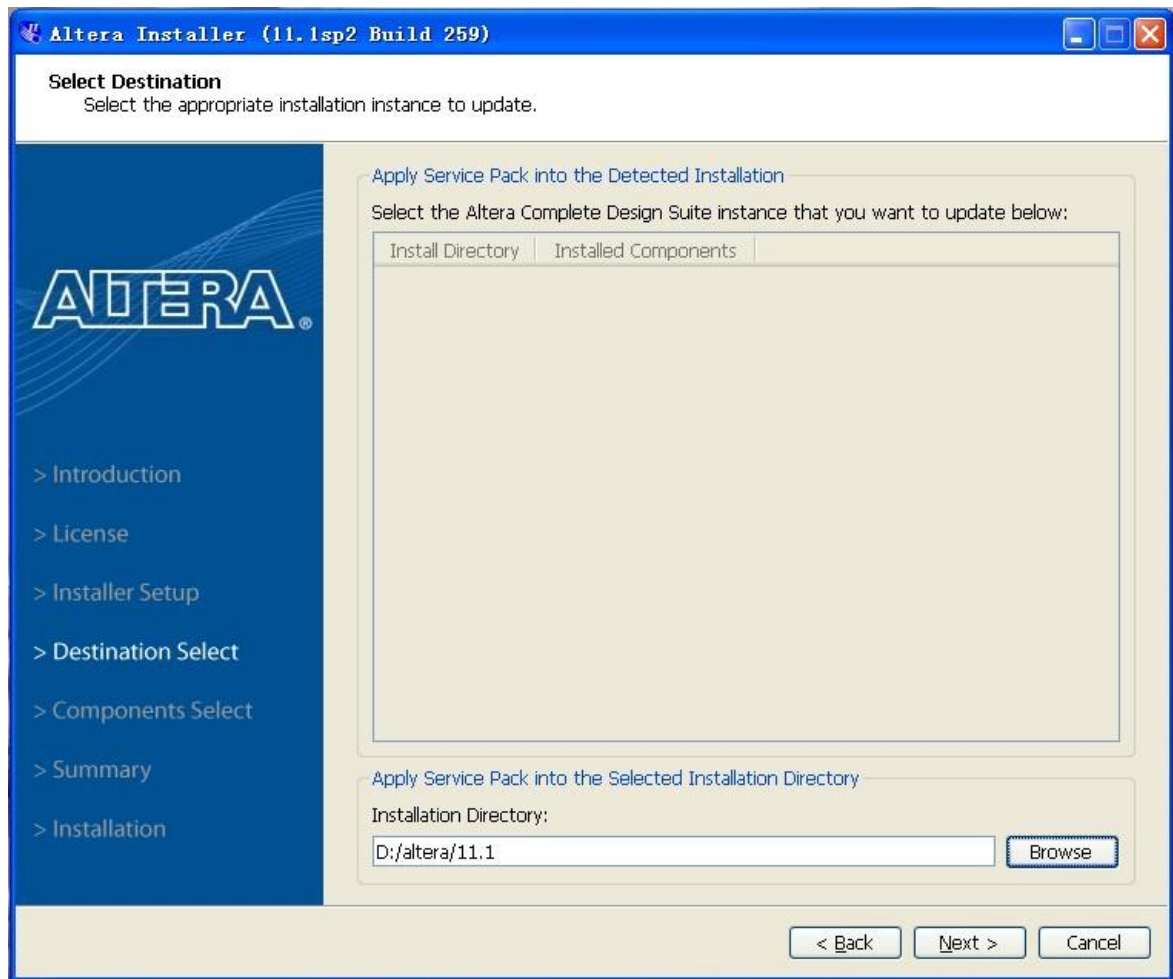 Altera Installer (11.1sp2 Build 259)
Select Destination
Select the appropriate installation instance to update.
ALTERA®
> Introduction
> License
> Installer Setup
> Destination Select
> Components Select
> Summary
> Installation
Apply Service Pack into the Detected Installation
Select the Altera Complete Design Suite instance that you want to update below:
Install Directory Installed Components
Apply Service Pack into the Selected Installation Directory
Installation Directory:
D:/altera/11.1 Browse
< Back Next > Cancel